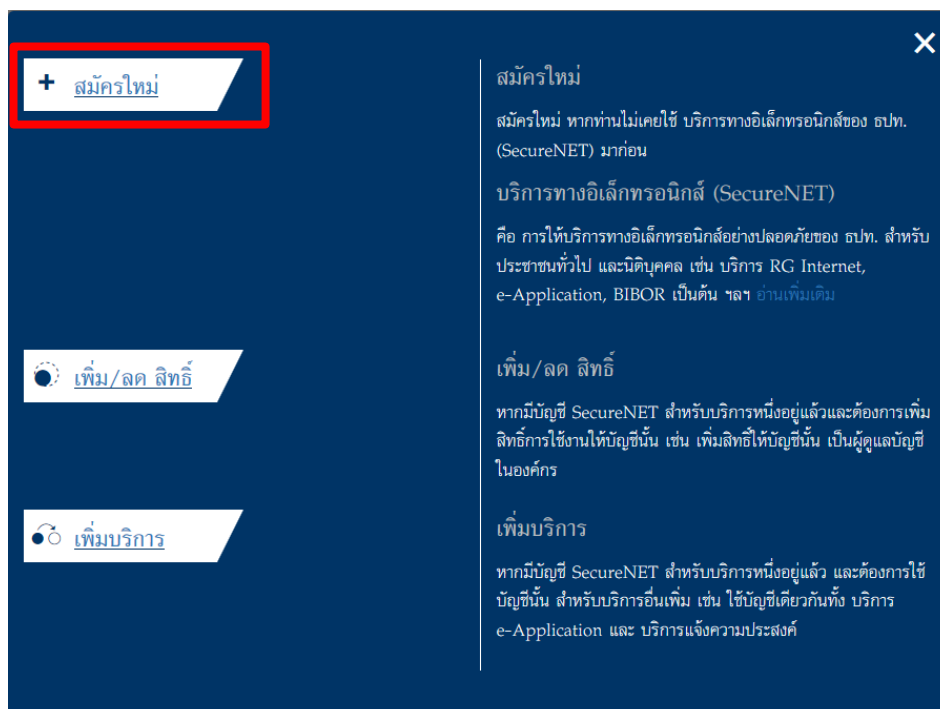 สมัครใหม่
สมัครใหม่
สมัครใหม่ หากท่านไม่เคยใช้ บริการทางอิเล็กทรอนิกส์ของ ธปท.
(SecureNET) มาก่อน
บริการทางอิเล็กทรอนิกส์ (SecureNET)
คือ การให้บริการทางอิเล็กทรอนิกส์อย่างปลอดภัยของ ธปท. สำหรับ
ประชาชนทั่วไป และนิติบุคคล เช่น บริการ RG Internet,
e-Application, BIBOR เป็นต้น ฯลฯ อ่านเพิ่มเติม
เพิ่ม/ลด สิทธิ์
เพิ่ม/ลด สิทธิ์
หากมีบัญชี SecureNET สำหรับบริการหนึ่งอยู่แล้วและต้องการเพิ่ม
สิทธิ์การใช้งานให้บัญชีนั้น เช่น เพิ่มสิทธิ์ให้บัญชีนั้น เป็นผู้ดูแลบัญชี
ในองค์กร
เพิ่มบริการ
เพิ่มบริการ
หากมีบัญชี SecureNET สำหรับบริการหนึ่งอยู่แล้ว และต้องการใช้
บัญชีนั้น สำหรับบริการอื่นเพิ่ม เช่น ใช้บัญชีเดียวกันทั้ง บริการ
e-Application และ บริการแจ้งความประสงค์